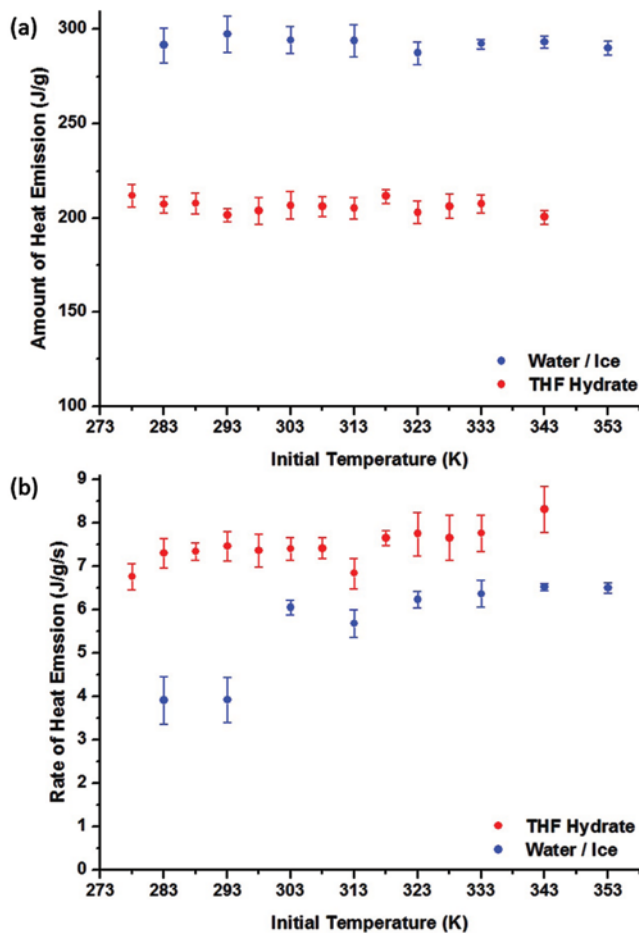 (a)
Amount of Heat Emission (J/g)
300
250
200
150
100
Water / Ice
THF Hydrate
273 283 293 303 313 323 333 343 353
Initial Temperature (K)
(b)
Rate of Heat Emssion (J/g/s)
9
8
7
6
5
4
3
2
1
0
THF Hydrate
Water / Ice
273 283 293 303 313 323 333 343 353
Initial Temperature (K)